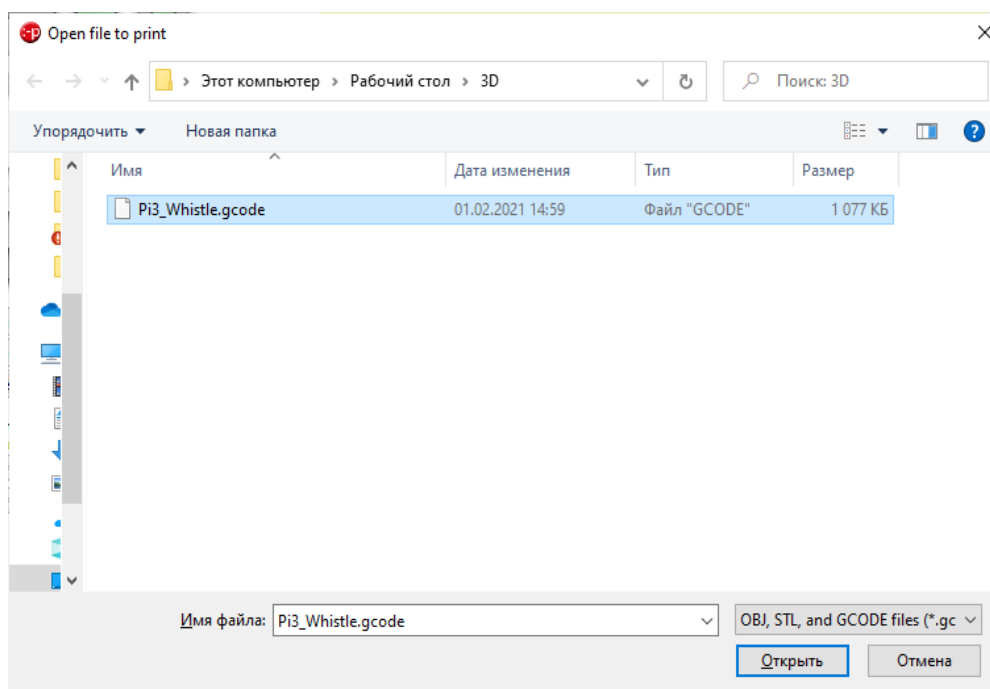 Open file to print
Этот компьютер › Рабочий стол › 3D
Поиск: 3D
Упорядочить
Новая папка
Имя
Дата изменения
Тип
Размер
Pi3_Whistle.gcode
01.02.2021 14:59
Файл "GCODE"
1 077 КБ
Имя файла:
Pi3_Whistle.gcode
OBJ, STL, and GCODE files (*.gc
Открыть
Отмена